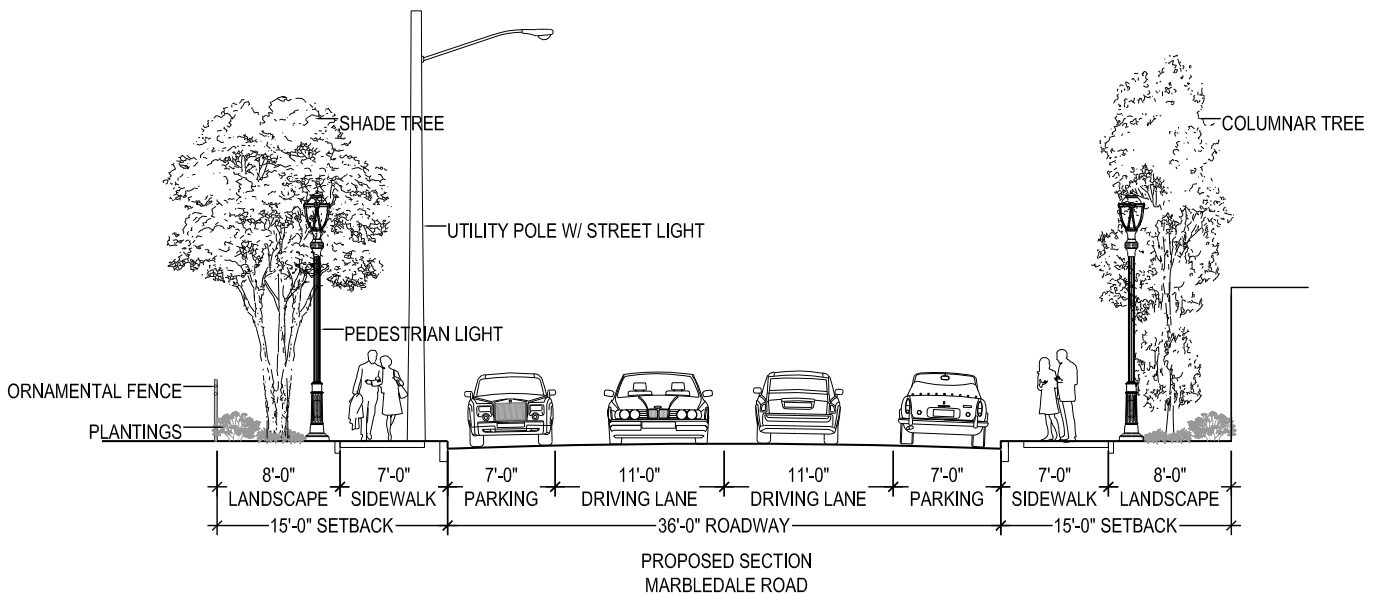 SHADE TREE
COLUMNAR TREE
UTILITY POLE W/ STREET LIGHT
PEDESTRIAN LIGHT
ORNAMENTAL FENCE
PLANTINGS
8'-0" 7'-0" 7'-0" 11'-0" 11'-0" 7'-0" 7'-0" 8'-0"
LANDSCAPE SIDEWALK PARKING DRIVING LANE DRIVING LANE PARKING SIDEWALK LANDSCAPE
15'-0" SETBACK 36'-0" ROADWAY 15'-0" SETBACK
PROPOSED SECTION
MARBLEDALE ROAD